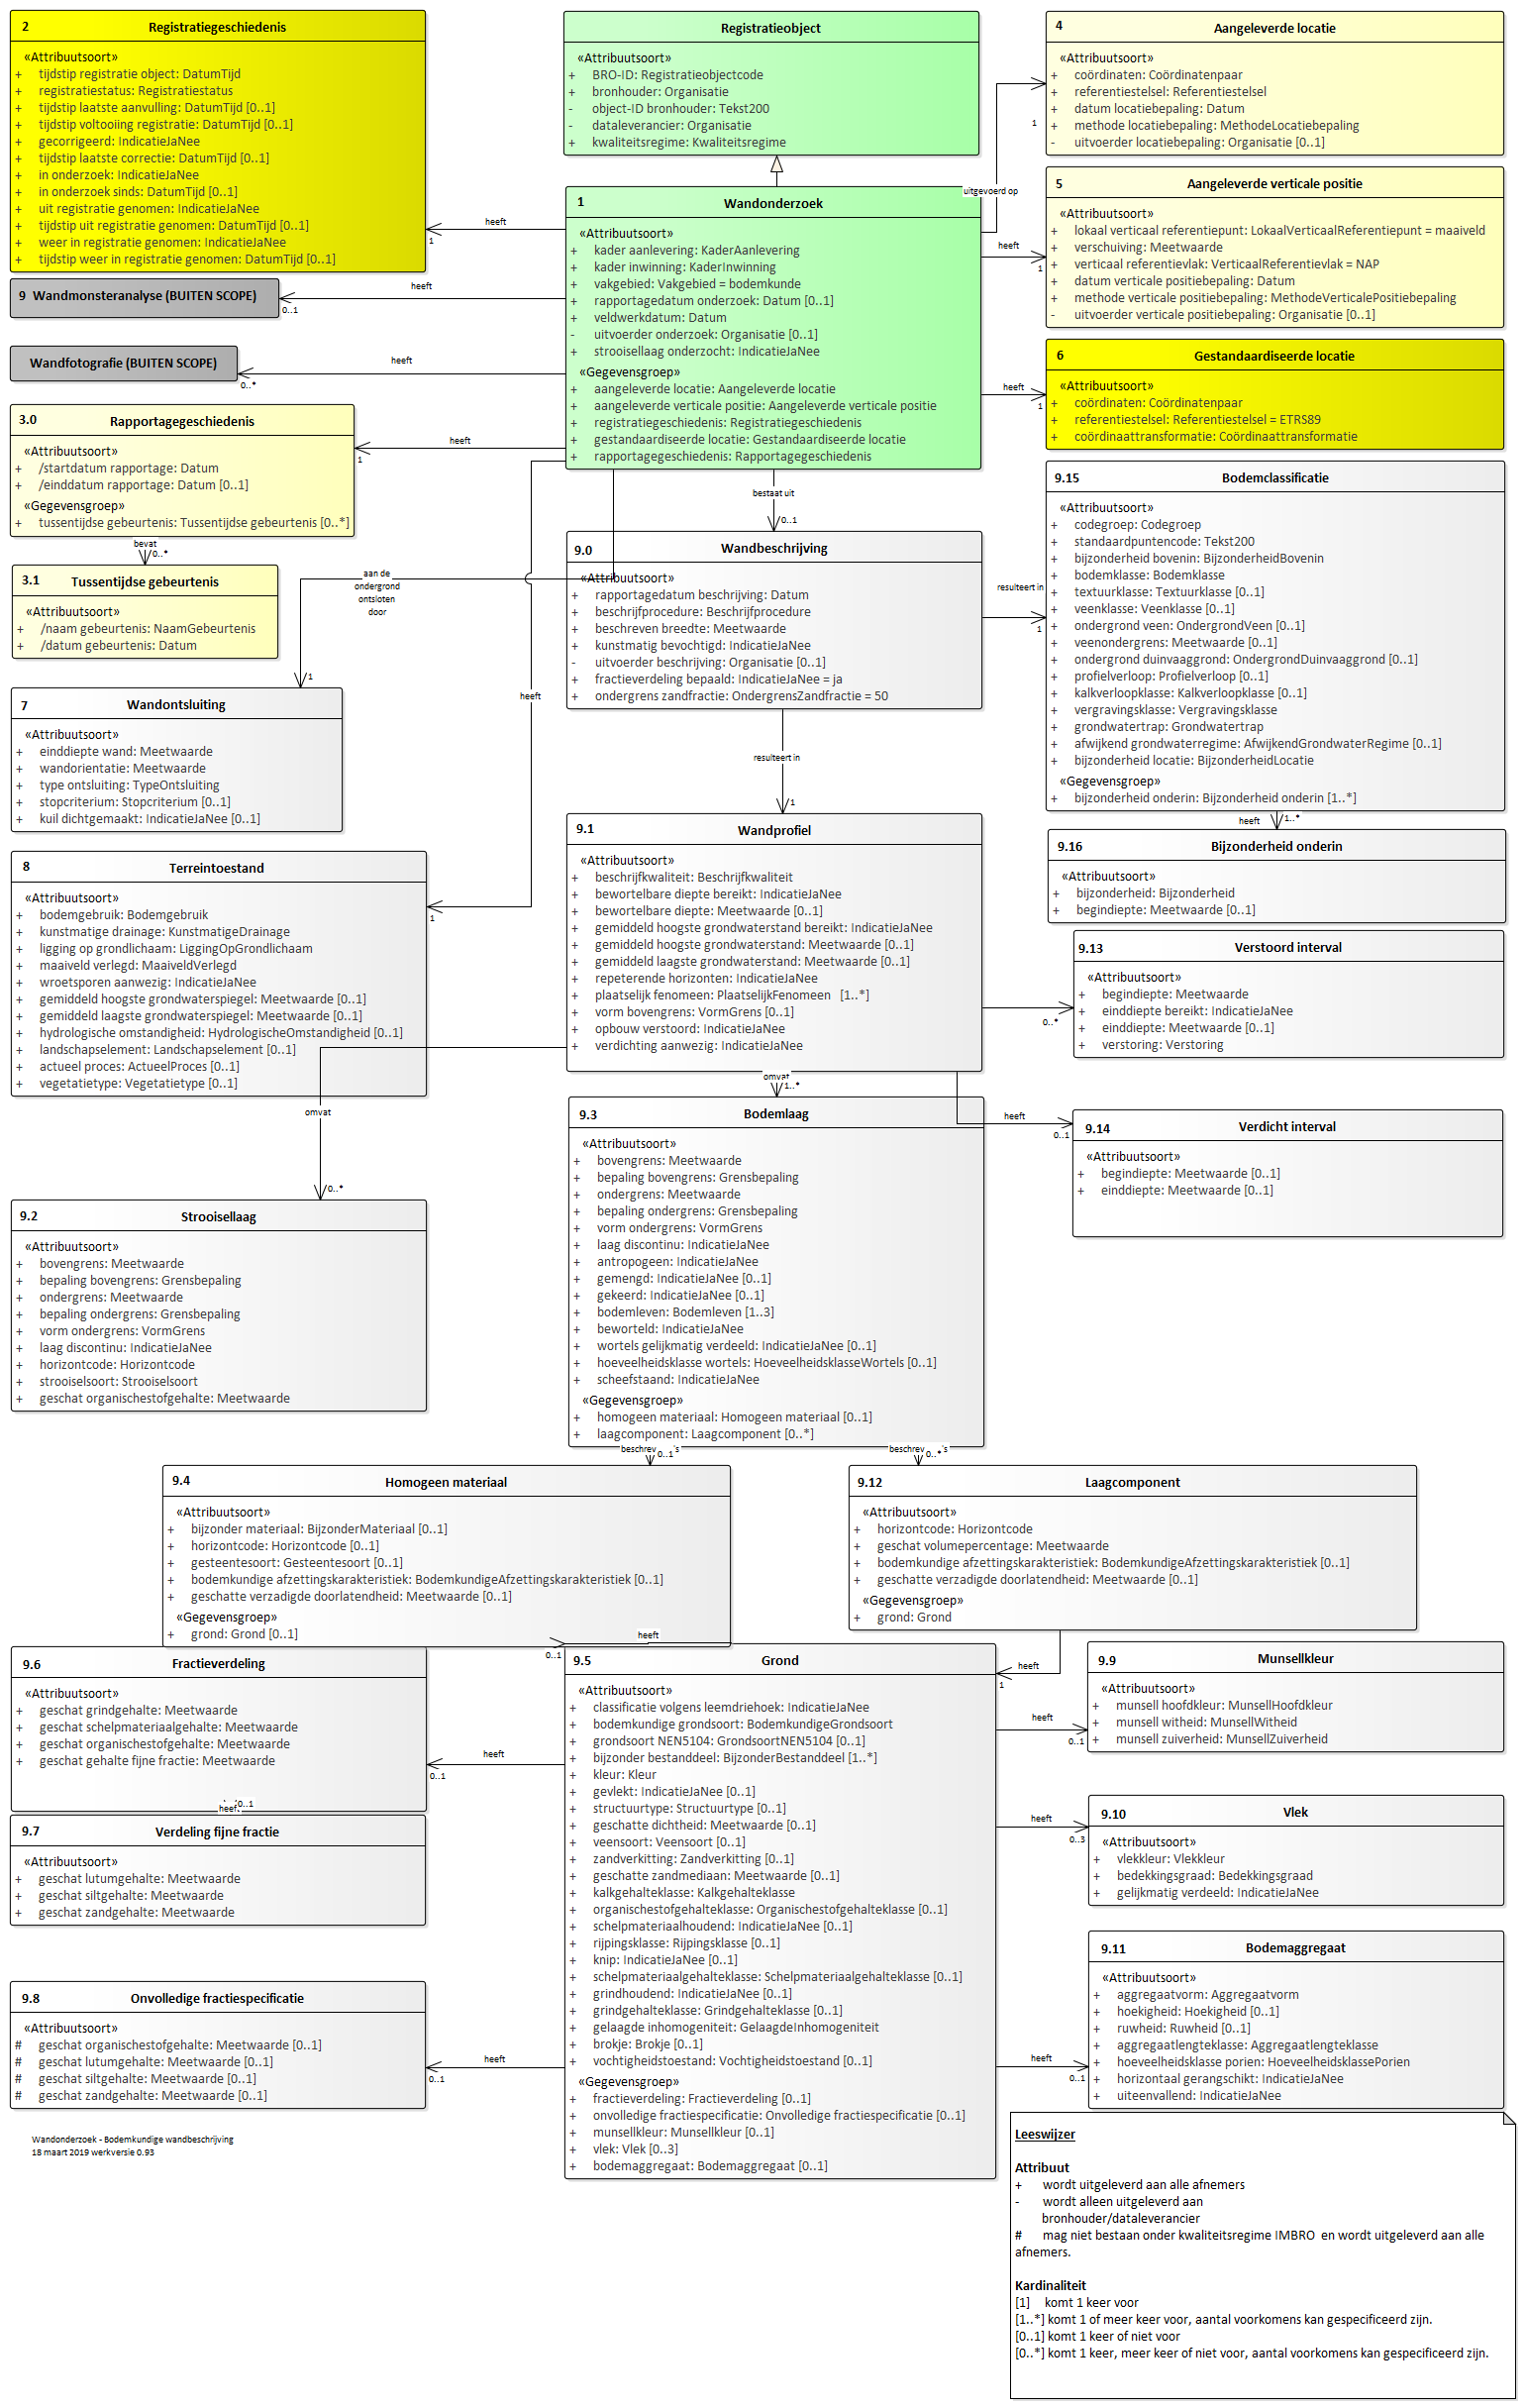 2 Registratiegeschiedenis
«Attribuutsoort»
+ tijdstip registratie object: DatumTijd
+ registratiestatus: Registratiestatus
+ tijdstip laatste aanvulling: DatumTijd [0..1]
+ tijdstip voltooiing registratie: DatumTijd [0..1]
+ gecorrigeerd: IndicatieJaNee
+ tijdstip laatste correctie: DatumTijd [0..1]
+ in onderzoek: IndicatieJaNee
+ in onderzoek sinds: DatumTijd [0..1]
+ uit registratie genomen: IndicatieJaNee
+ tijdstip uit registratie genomen: DatumTijd [0..1]
+ weer in registratie genomen: IndicatieJaNee
+ tijdstip weer in registratie genomen: DatumTijd [0..1]
Registratieobject
«Attribuutsoort»
+ BRO-ID: Registratieobjectcode
+ bronhouder: Organisatie
- object-ID bronhouder: Tekst200
- dataleverancier: Organisatie
+ kwaliteitsregime: Kwaliteitsregime
4 Aangeleverde locatie
«Attribuutsoort»
+ coördinaten: Coördinatenpaar
+ referentiestelsel: Referentiestelsel
+ datum locatiebepaling: Datum
+ methode locatiebepaling: MethodeLocatiebepaling
- uitvoerder locatiebepaling: Organisatie [0..1]
1
uitgevoerd op
1 Wandonderzoek
«Attribuutsoort»
+ kader aanlevering: KaderAanlevering
+ kader inwinning: KaderInwinning
+ vakgebied: Vakgebied = bodemkunde
+ rapportagedatum onderzoek: Datum [0..1]
+ veldwerkdatum: Datum
- uitvoerder onderzoek: Organisatie [0..1]
+ strooisellaag onderzocht: IndicatieJaNee
«Gegevensgroep»
+ aangeleverde locatie: Aangeleverde locatie
+ aangeleverde verticale positie: Aangeleverde verticale positie
+ registratiegeschiedenis: Registratiegeschiedenis
+ gestandaardiseerde locatie: Gestandaardiseerde locatie
+ rapportagegeschiedenis: Rapportagegeschiedenis
heeft
1
heeft
1
5 Aangeleverde verticale positie
«Attribuutsoort»
+ lokaal verticaal referentiepunt: LokaalVerticaalReferentiepunt = maaiveld
+ verschuiving: Meetwaarde
+ verticaal referentievlak: VerticaalReferentievlak = NAP
+ datum verticale positiebepaling: Datum
+ methode verticale positiebepaling: MethodeVerticalePositiebepaling
- uitvoerder verticale positiebepaling: Organisatie [0..1]
9 Wandmonsteranalyse (BUITEN SCOPE)
heeft
0..1
Wandfotografie (BUITEN SCOPE)
heeft
0..*
heeft
1
6 Gestandaardiseerde locatie
«Attribuutsoort»
+ coördinaten: Coördinatenpaar
+ referentiestelsel: Referentiestelsel = ETRS89
+ coördinaattransformatie: Coördinaattransformatie
3.0 Rapportagegeschiedenis
«Attribuutsoort»
+ /startdatum rapportage: Datum
+ /einddatum rapportage: Datum [0..1]
«Gegevensgroep»
+ tussentijdse gebeurtenis: Tussentijdse gebeurtenis [0..*]
heeft
1
bevat
0..*
3.1 Tussentijdse gebeurtenis
«Attribuutsoort»
+ /naam gebeurtenis: NaamGebeurtenis
+ /datum gebeurtenis: Datum
bestaat uit
0..1
9.0 Wandbeschrijving
«Attribuutsoort»
+ rapportagedatum beschrijving: Datum
+ beschrijfprocedure: Beschrijfprocedure
+ beschreven breedte: Meetwaarde
+ kunstmatig bevochtigd: IndicatieJaNee
- uitvoerder beschrijving: Organisatie [0..1]
+ fractieverdeling bepaald: IndicatieJaNee = ja
+ ondergrens zandfractie: OndergrensZandfractie = 50
resulteert in
1
9.15 Bodemclassificatie
«Attribuutsoort»
+ codegroep: Codegroep
+ standaardpuntencode: Tekst200
+ bijzonderheid bovenin: BijzonderheidBovenin
+ bodemklasse: Bodemklasse
+ textuurklasse: Textuurklasse [0..1]
+ veenklasse: Veenklasse [0..1]
+ ondergrond veen: OndergrondVeen [0..1]
+ veenondergrens: Meetwaarde [0..1]
+ ondergrond duinvaaggrond: OndergrondDuinvaaggrond [0..1]
+ profielverloop: Profielverloop [0..1]
+ kalkverloopklasse: Kalkverloopklasse [0..1]
+ vergravingsklasse: Vergravingsklasse
+ grondwatertrap: Grondwatertrap
+ afwijkend grondwaterregime: AfwijkendGrondwaterRegime [0..1]
+ bijzonderheid locatie: BijzonderheidLocatie
«Gegevensgroep»
+ bijzonderheid onderin: Bijzonderheid onderin [1..*]
aan de
ondergrond
ontsloten
door
1
heeft
7 Wandontsluiting
«Attribuutsoort»
+ einddiepte wand: Meetwaarde
+ wandorientatie: Meetwaarde
+ type ontsluiting: TypeOntsluiting
+ stopcriterium: Stopcriterium [0..1]
+ kuil dichtgemaakt: IndicatieJaNee [0..1]
resulteert in
1
heeft
1..*
9.16 Bijzonderheid onderin
«Attribuutsoort»
+ bijzonderheid: Bijzonderheid
+ begindiepte: Meetwaarde [0..1]
8 Terreintoestand
«Attribuutsoort»
+ bodemgebruik: Bodemgebruik
+ kunstmatige drainage: KunstmatigeDrainage
+ ligging op grondlichaam: LiggingOpGrondlichaam
+ maaiveld verlegd: MaaiveldVerlegd
+ wroetsporen aanwezig: IndicatieJaNee
+ gemiddeld hoogste grondwaterspiegel: Meetwaarde [0..1]
+ gemiddeld laagste grondwaterspiegel: Meetwaarde [0..1]
+ hydrologische omstandigheid: HydrologischeOmstandigheid [0..1]
+ landschapselement: Landschapselement [0..1]
+ actueel proces: ActueelProces [0..1]
+ vegetatietype: Vegetatietype [0..1]
1
9.1 Wandprofiel
«Attribuutsoort»
+ beschrijfkwaliteit: Beschrijfkwaliteit
+ bewortelbare diepte bereikt: IndicatieJaNee
+ bewortelbare diepte: Meetwaarde [0..1]
+ gemiddeld hoogste grondwaterstand bereikt: IndicatieJaNee
+ gemiddeld hoogste grondwaterstand: Meetwaarde [0..1]
+ gemiddeld laagste grondwaterstand: Meetwaarde [0..1]
+ repeterende horizonten: IndicatieJaNee
+ plaatselijk fenomeen: PlaatselijkFenomeen [1..*]
+ vorm bovengrens: VormGrens [0..1]
+ opbouw verstoord: IndicatieJaNee
+ verdichting aanwezig: IndicatieJaNee
0..*
9.13 Verstoord interval
«Attribuutsoort»
+ begindiepte: Meetwaarde
+ einddiepte bereikt: IndicatieJaNee
+ einddiepte: Meetwaarde [0..1]
+ verstoring: Verstoring
omvat
0..*
omvat
1..*
heeft
0..1
9.14 Verdicht interval
«Attribuutsoort»
+ begindiepte: Meetwaarde [0..1]
+ einddiepte: Meetwaarde [0..1]
9.2 Strooisellaag
«Attribuutsoort»
+ bovengrens: Meetwaarde
+ bepaling bovengrens: Grensbepaling
+ ondergrens: Meetwaarde
+ bepaling ondergrens: Grensbepaling
+ vorm ondergrens: VormGrens
+ laag discontinu: IndicatieJaNee
+ horizontcode: Horizontcode
+ strooiselsoort: Strooiselsoort
+ geschat organischestofgehalte: Meetwaarde
9.3 Bodemlaag
«Attribuutsoort»
+ bovengrens: Meetwaarde
+ bepaling bovengrens: Grensbepaling
+ ondergrens: Meetwaarde
+ bepaling ondergrens: Grensbepaling
+ vorm ondergrens: VormGrens
+ laag discontinu: IndicatieJaNee
+ antropogeen: IndicatieJaNee
+ gemengd: IndicatieJaNee [0..1]
+ gekeerd: IndicatieJaNee [0..1]
+ bodemleven: Bodemleven [1..3]
+ beworteld: IndicatieJaNee
+ wortels gelijkmatig verdeeld: IndicatieJaNee [0..1]
+ hoeveelheidsklasse wortels: HoeveelheidsklasseWortels [0..1]
+ scheefstaand: IndicatieJaNee
«Gegevensgroep»
+ homogeen materiaal: Homogeen materiaal [0..1]
+ laagcomponent: Laagcomponent [0..*]
0..1
0..*
9.4 Homogeen materiaal
«Attribuutsoort»
+ bijzonder materiaal: BijzonderMateriaal [0..1]
+ horizontcode: Horizontcode [0..1]
+ gesteentesoort: Gesteentesoort [0..1]
+ bodemkundige afzettingskarakteristiek: BodemkundigeAfzettingskarakteristiek [0..1]
+ geschatte verzadigde doorlatendheid: Meetwaarde [0..1]
«Gegevensgroep»
+ grond: Grond [0..1]
9.12 Laagcomponent
«Attribuutsoort»
+ horizontcode: Horizontcode
+ geschat volumepercentage: Meetwaarde
+ bodemkundige afzettingskarakteristiek: BodemkundigeAfzettingskarakteristiek [0..1]
+ geschatte verzadigde doorlatendheid: Meetwaarde [0..1]
«Gegevensgroep»
+ grond: Grond
heeft
0..1
heeft
1
9.6 Fractieverdeling
«Attribuutsoort»
+ geschat grindgehalte: Meetwaarde
+ geschat schelpmateriaalgehalte: Meetwaarde
+ geschat organischestofgehalte: Meetwaarde
+ geschat gehalte fijne fractie: Meetwaarde
heeft
0..1
9.5 Grond
«Attribuutsoort»
+ classificatie volgens leemdriehoek: IndicatieJaNee
+ bodemkundige grondsoort: BodemkundigeGrondsoort
+ grondsoort NEN5104: GrondsoortNEN5104 [0..1]
+ bijzonder bestanddeel: BijzonderBestanddeel [1..*]
+ kleur: Kleur
+ gevlekt: IndicatieJaNee [0..1]
+ structuurtype: Structuurtype [0..1]
+ geschatte dichtheid: Meetwaarde [0..1]
+ veensoort: Veensoort [0..1]
+ zandverkitting: Zandverkitting [0..1]
+ geschatte zandmediaan: Meetwaarde [0..1]
+ kalkgehalteklasse: Kalkgehalteklasse
+ organischestofgehalteklasse: Organischestofgehalteklasse [0..1]
+ schelpmateriaalhoudend: IndicatieJaNee [0..1]
+ rijpingsklasse: Rijpingsklasse [0..1]
+ knip: IndicatieJaNee [0..1]
+ schelpmateriaalgehalteklasse: Schelpmateriaalgehalteklasse [0..1]
+ grindhoudend: IndicatieJaNee [0..1]
+ grindgehalteklasse: Grindgehalteklasse [0..1]
+ gelaagde inhomogeniteit: GelaagdeInhomogeniteit
+ brokje: Brokje [0..1]
+ vochtigheidstoestand: Vochtigheidstoestand [0..1]
«Gegevensgroep»
+ fractieverdeling: Fractieverdeling [0..1]
+ onvolledige fractiespecificatie: Onvolledige fractiespecificatie [0..1]
+ munsellkleur: Munsellkleur [0..1]
+ vlek: Vlek [0..3]
+ bodemaggregaat: Bodemaggregaat [0..1]
heeft
0..1
9.9 Munsellkleur
«Attribuutsoort»
+ munsell hoofdkleur: MunsellHoofdkleur
+ munsell witheid: MunsellWitheid
+ munsell zuiverheid: MunsellZuiverheid
heeft
0..1
9.7 Verdeling fijne fractie
«Attribuutsoort»
+ geschat lutumgehalte: Meetwaarde
+ geschat siltgehalte: Meetwaarde
+ geschat zandgehalte: Meetwaarde
heeft
0..3
9.10 Vlek
«Attribuutsoort»
+ vlekkleur: Vlekkleur
+ bedekkingsgraad: Bedekkingsgraad
+ gelijkmatig verdeeld: IndicatieJaNee
9.8 Onvolledige fractiespecificatie
«Attribuutsoort»
# geschat organischestofgehalte: Meetwaarde [0..1]
# geschat lutumgehalte: Meetwaarde [0..1]
# geschat siltgehalte: Meetwaarde [0..1]
# geschat zandgehalte: Meetwaarde [0..1]
heeft
0..1
heeft
0..1
9.11 Bodemaggregaat
«Attribuutsoort»
+ aggregaatvorm: Aggregaatvorm
+ hoekigheid: Hoekigheid [0..1]
+ ruwheid: Ruwheid [0..1]
+ aggregaatlengteklasse: Aggregaatlengteklasse
+ hoeveelheidsklasse porien: HoeveelheidsklassePorien
+ horizontaal gerangschikt: IndicatieJaNee
+ uiteenvallend: IndicatieJaNee
Wandonderzoek - Bodemkundige wandbeschrijving
18 maart 2019 werkversie 0.93
Leeswijzer
Attribuut
+ wordt uitgeleverd aan alle afnemers
- wordt alleen uitgeleverd aan
bronhouder/dataleverancier
# mag niet bestaan onder kwaliteitsregime IMBRO en wordt uitgeleverd aan alle
afnemers.
Kardinaliteit
[1] komt 1 keer voor
[1..*] komt 1 of meer keer voor, aantal voorkomens kan gespecificeerd zijn.
[0..1] komt 1 keer of niet voor
[0..*] komt 1 keer, meer keer of niet voor, aantal voorkomens kan gespecificeerd zijn.